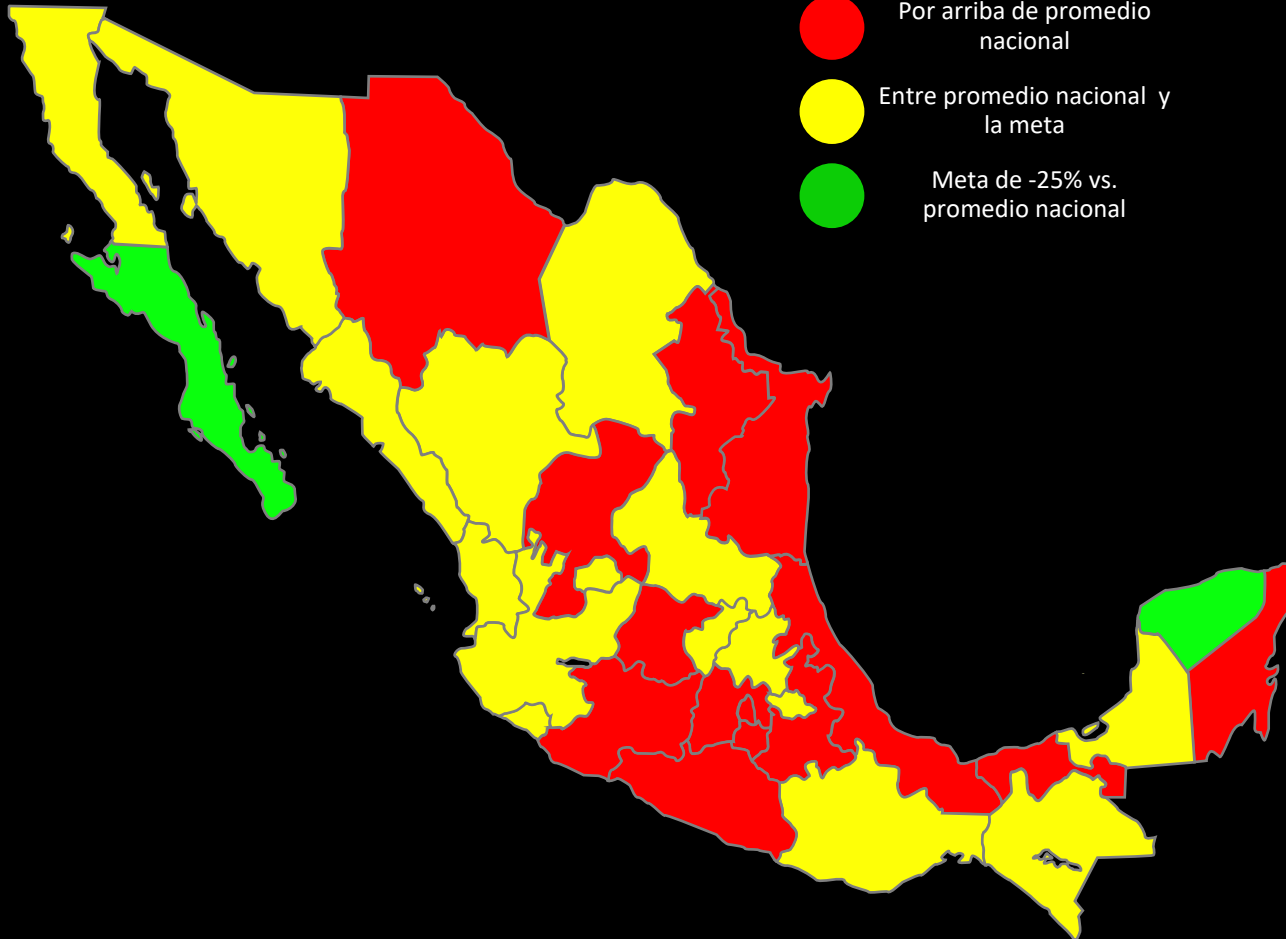 Por arriba de promedio
nacional
Entre promedio nacional y
la meta
Meta de -25% vs.
promedio nacional